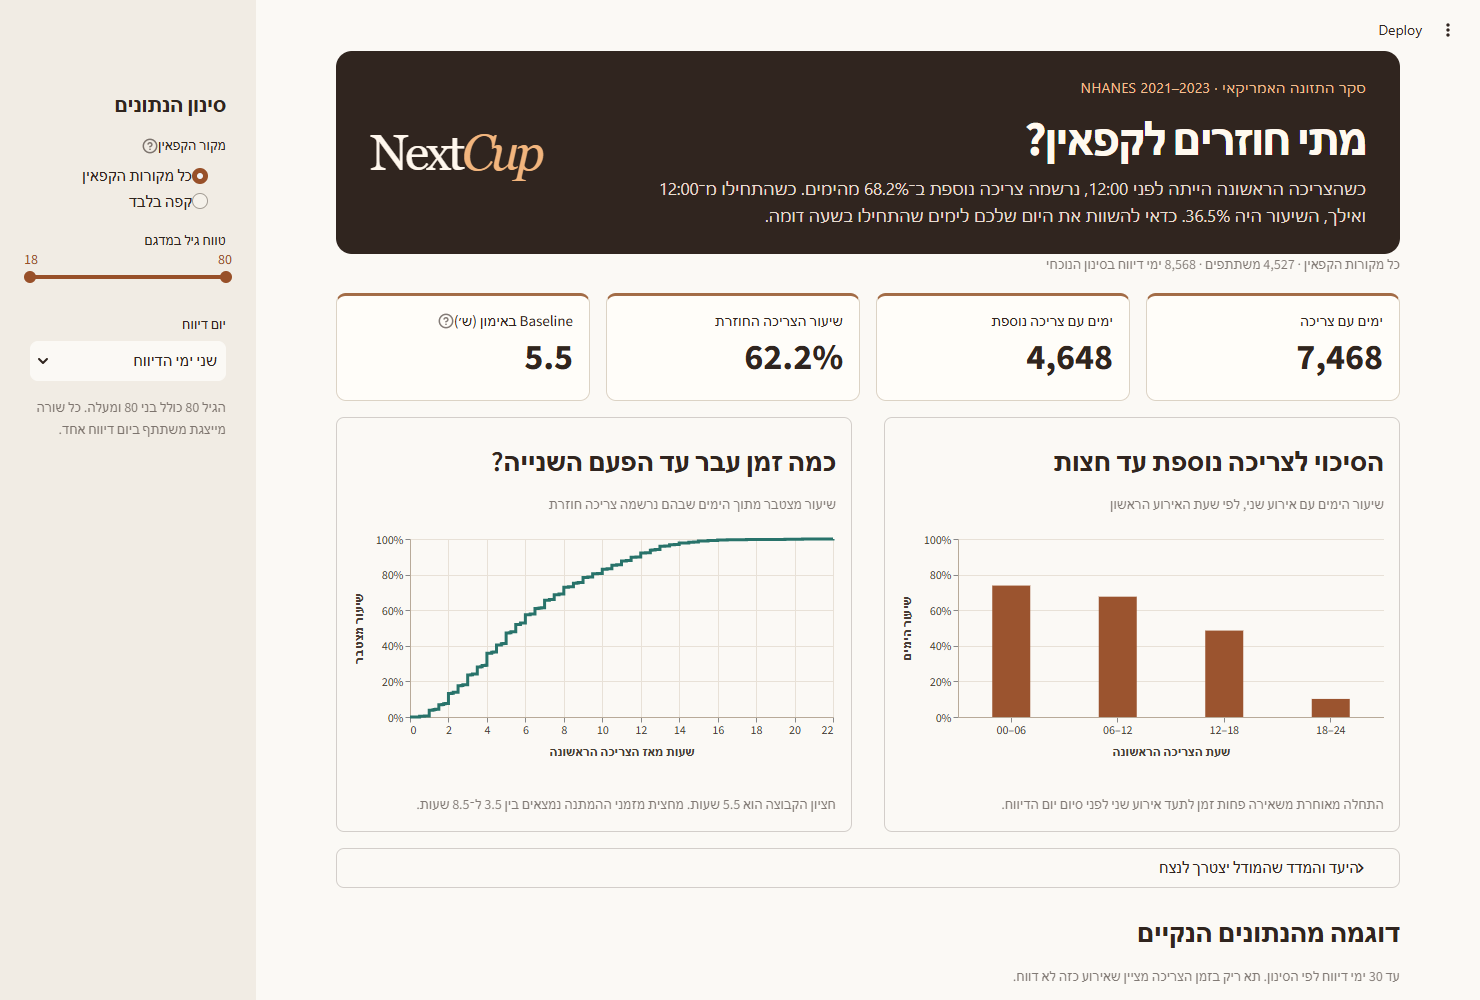 Deploy
סקר התזונה האמריקאי · NHANES 2021–2023
מתי חוזרים לקפאין?
כשהצריכה הראשונה הייתה לפני 12:00, נרשמה צריכה נוספת ב־68.2% מהימים. כשהתחילו מ־12:00
ואילך, השיעור היה 36.5%. כדאי להשוות את היום שלכם לימים שהתחילו בשעה דומה.
NextCup
כל מקורות הקפאין · 4,527 משתתפים · 8,568 ימי דיווח בסינון הנוכחי
סינון הנתונים
מקור הקפאין
כל מקורות הקפאין
קפה בלבד
טווח גיל במדגם
18 80
יום דיווח
שני ימי הדיווח
הגיל 80 כולל בני 80 ומעלה. כל שורה
מייצגת משתתף ביום דיווח אחד.
ימים עם צריכה
7,468
ימים עם צריכה נוספת
4,648
שיעור הצריכה החוזרת
62.2%
Baseline באימון (ש׳)
5.5
הסיכוי לצריכה נוספת עד חצות
שיעור הימים עם אירוע שני, לפי שעת האירוע הראשון
100%
80%
60%
40%
20%
0%
שיעור הימים
00–06 06–12 12–18 18–24
שעת הצריכה הראשונה
התחלה מאוחרת משאירה פחות זמן לתעד אירוע שני לפני סיום יום הדיווח.
כמה זמן עבר עד הפעם השנייה?
שיעור מצטבר מתוך הימים שבהם נרשמה צריכה חוזרת
100%
80%
60%
40%
20%
0%
שיעור מצטבר
0 2 4 6 8 10 12 14 16 18 20 22
שעות מאז הצריכה הראשונה
חציון הקבוצה הוא 5.5 שעות. מחצית מזמני ההמתנה נמצאים בין 3.5 ל־8.5 שעות.
היעד והמדד שהמודל יצטרך לנצח
דוגמה מהנתונים הנקיים
עד 30 ימי דיווח לפי הסינון. תא ריק בזמן הצריכה מציין שאירוע כזה לא דווח.